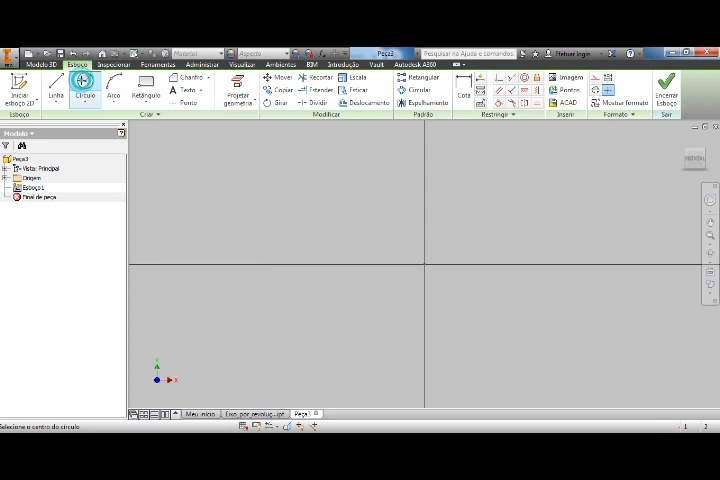 Peça3
Pesquisar na Ajuda e comandos.
Efetuar login
Material
Aspecto
Modelo 3D Esboço Inspecionar Ferramentas Administrar Visualizar Ambientes BIM Introdução Vault Autodesk A360
Iniciar esboço 2D
Linha
Círculo
Arco
Retângulo
Chanfro
Texto
Ponto
Projetar geometria
Mover
Copiar
Girar
Recortar
Estender
Dividir
Escala
Esticar
Deslocamento
Retangular
Circular
Espelhamento
Cota
Imagem
Pontos
ACAD
Mostrar formato
Encerrar Esboço
Esboço Criar Modificar Padrão Restringir Inserir Formato Sair
Modelo
Peça3
Vista: Principal
Origem
Esboço1
Final de peça
FRONTAL
Y
X
Meu início
Eixo_por_revoluç...ipt
Peça3
Selecione o centro do círculo
1 2